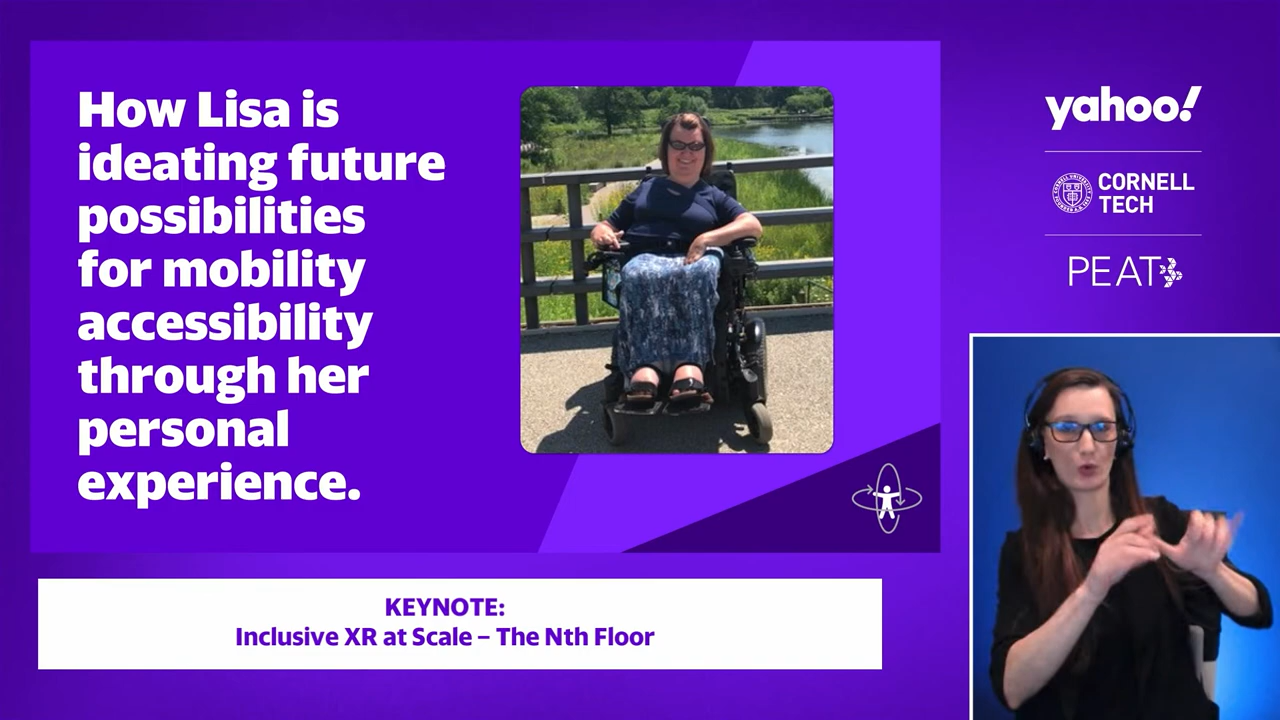 How Lisa is
ideating future
possibilities
for mobility
accessibility
through her
personal
experience.
yahoo!
CORNELL
TECH
PEAT
KEYNOTE:
Inclusive XR at Scale – The Nth Floor